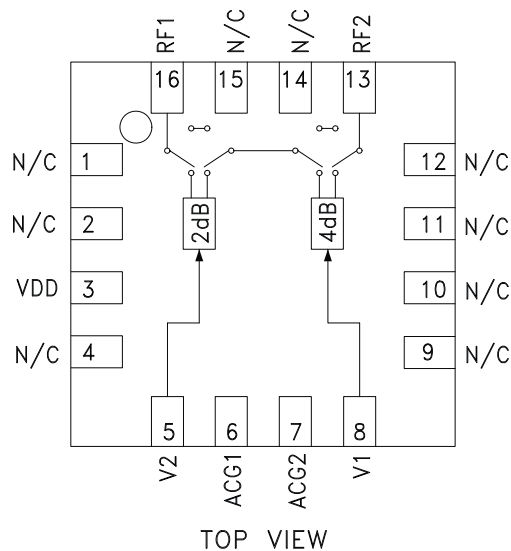 RF1 N/C N/C RF2
16 15 14 13
N/C 1 12 N/C
N/C 2 11 N/C
2dB 4dB
VDD 3 10 N/C
N/C 4 9 N/C
5 6 7 8
V2 ACG1 ACG2 V1
TOP VIEW